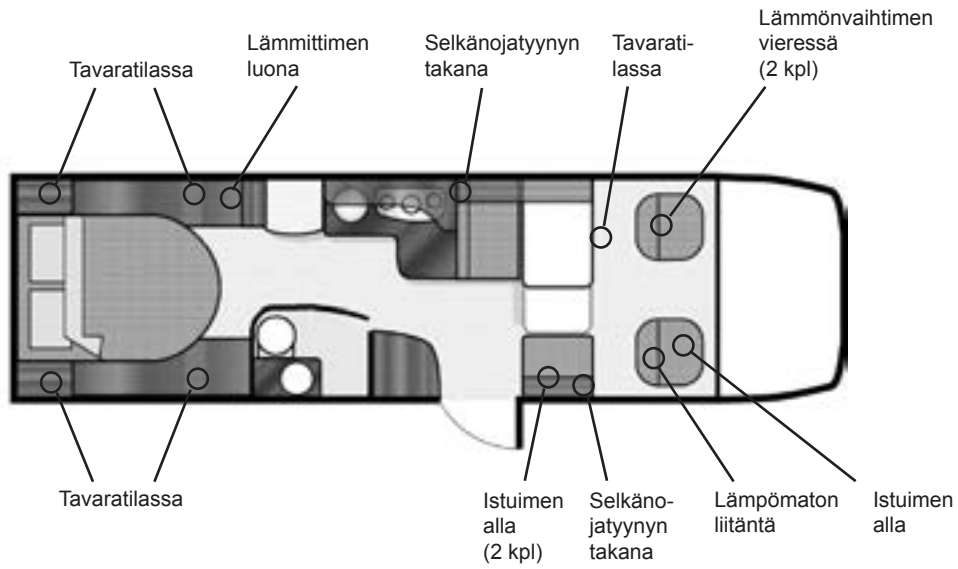 Tavaratilassa
Lämmittimen
luona
Selkänojatyynyn
takana
Tavarati-
lassa
Lämmönvaihtimen
vieressä
(2 kpl)
Tavaratilassa
Istuimen
alla
(2 kpl)
Selkäno-
jatyynyn
takana
Lämpömaton
liitäntä
Istuimen
alla